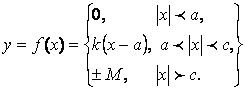 y = f(x) = { 0, |x| ≺ a,
k(x − a), a ≺ |x| ≺ c,
± M, |x| ≻ c.